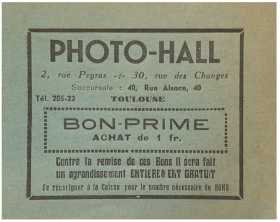 PHOTO-HALL
2, rue Peyras -:- 30, rue des Changes
Succursale : 40, Rue Alsace, 40
Tél. 205-23 TOULOUSE
BON-PRIME
ACHAT de 1 fr.
Contre la remise de ces Bons il sera fait
un agrandissement ENTIEREMENT GRATUIT
Se renseigner à la Caisse pour le nombre nécessaire de BONS